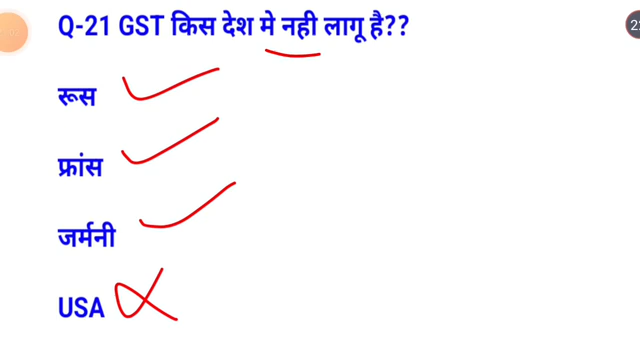 Q-21 GST किस देश मे नही लागू है??
रूस
फ्रांस
जर्मनी
USA